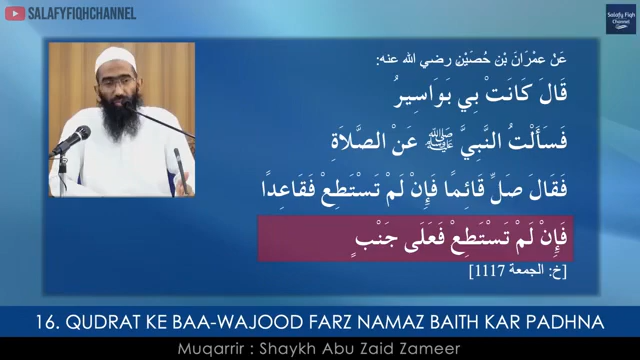 SALAFYFIQHCHANNEL
Salafy Fiqh
Channel
عَنْ عِمْرَانَ بْنِ حُصَيْنٍ رضي الله عنه:
قَالَ كَانَتْ بِي بَوَاسِيرُ
فَسَأَلْتُ النَّبِيَّ ﷺ عَنْ الصَّلَاةِ
فَقَالَ صَلِّ قَائِمًا فَإِنْ لَمْ تَسْتَطِعْ فَقَاعِدًا
فَإِنْ لَمْ تَسْتَطِعْ فَعَلَى جَنْبٍ
[خ: الجمعة 1117]
16. QUDRAT KE BAA-WAJOOD FARZ NAMAZ BAITH KAR PADHNA
Muqarrir : Shaykh Abu Zaid Zameer